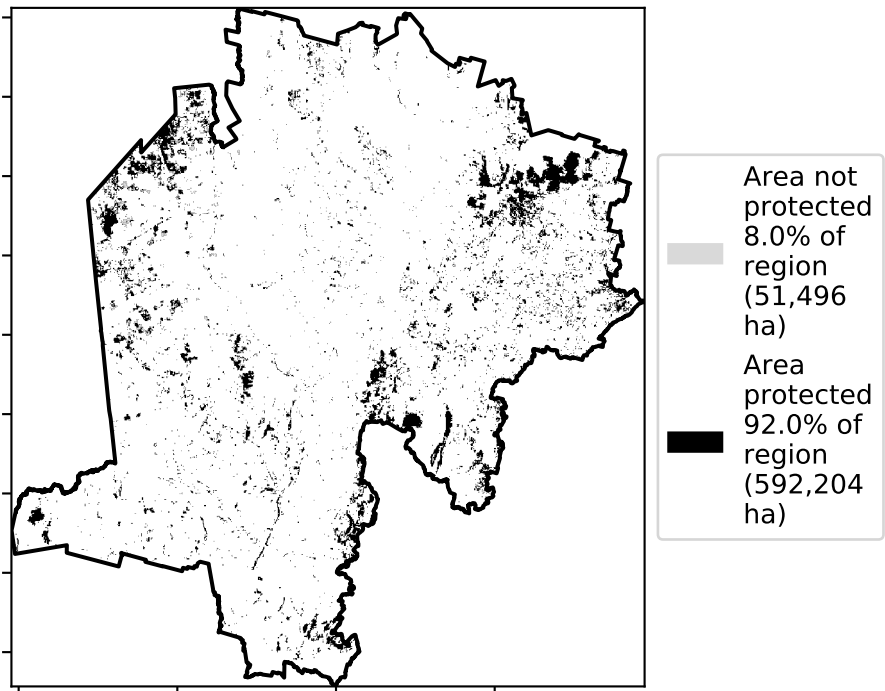 Area not
protected
8.0% of
region
(51,496
ha)
Area
protected
92.0% of
region
(592,204
ha)